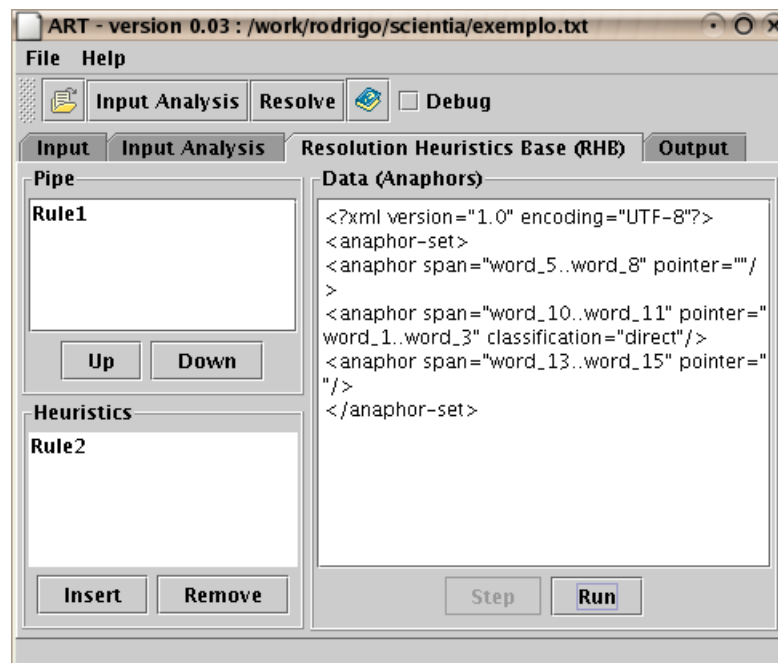 ART - version 0.03 : /work/rodrigo/scientia/exemplo.txt
File Help
Input Analysis Resolve Debug
Input Input Analysis Resolution Heuristics Base (RHB) Output
Pipe
Rule1
Up Down
Heuristics
Rule2
Insert Remove
Data (Anaphors)
<?xml version="1.0" encoding="UTF-8"?>
<anaphor-set>
<anaphor span="word_5..word_8" pointer=""/
>
<anaphor span="word_10..word_11" pointer="
word_1..word_3" classification="direct"/>
<anaphor span="word_13..word_15" pointer="
"/>
</anaphor-set>
Step Run